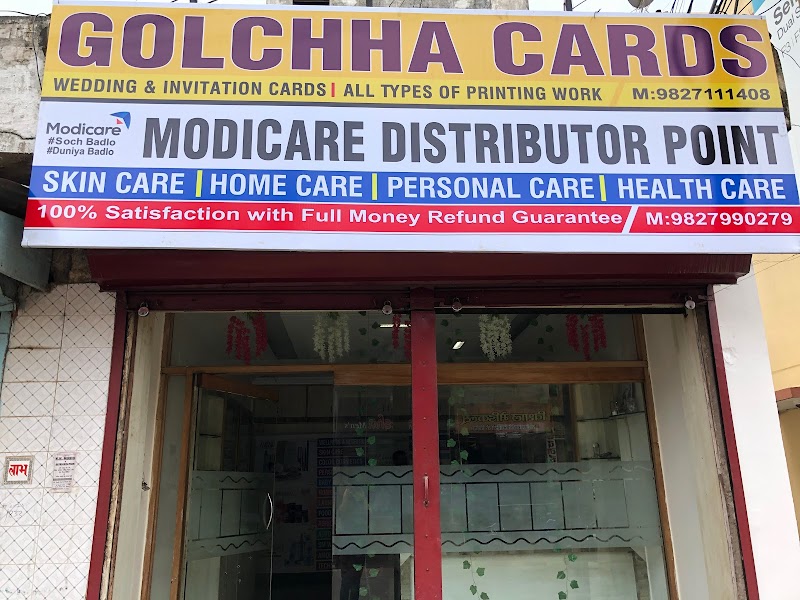 GOLCHHA CARDS
WEDDING & INVITATION CARDS | ALL TYPES OF PRINTING WORK / M:9827111408
Modicare
#Soch Badlo
#Duniya Badlo
MODICARE DISTRIBUTOR POINT
SKIN CARE | HOME CARE | PERSONAL CARE | HEALTH CARE
100% Satisfaction with Full Money Refund Guarantee / M:9827990279
लाभ